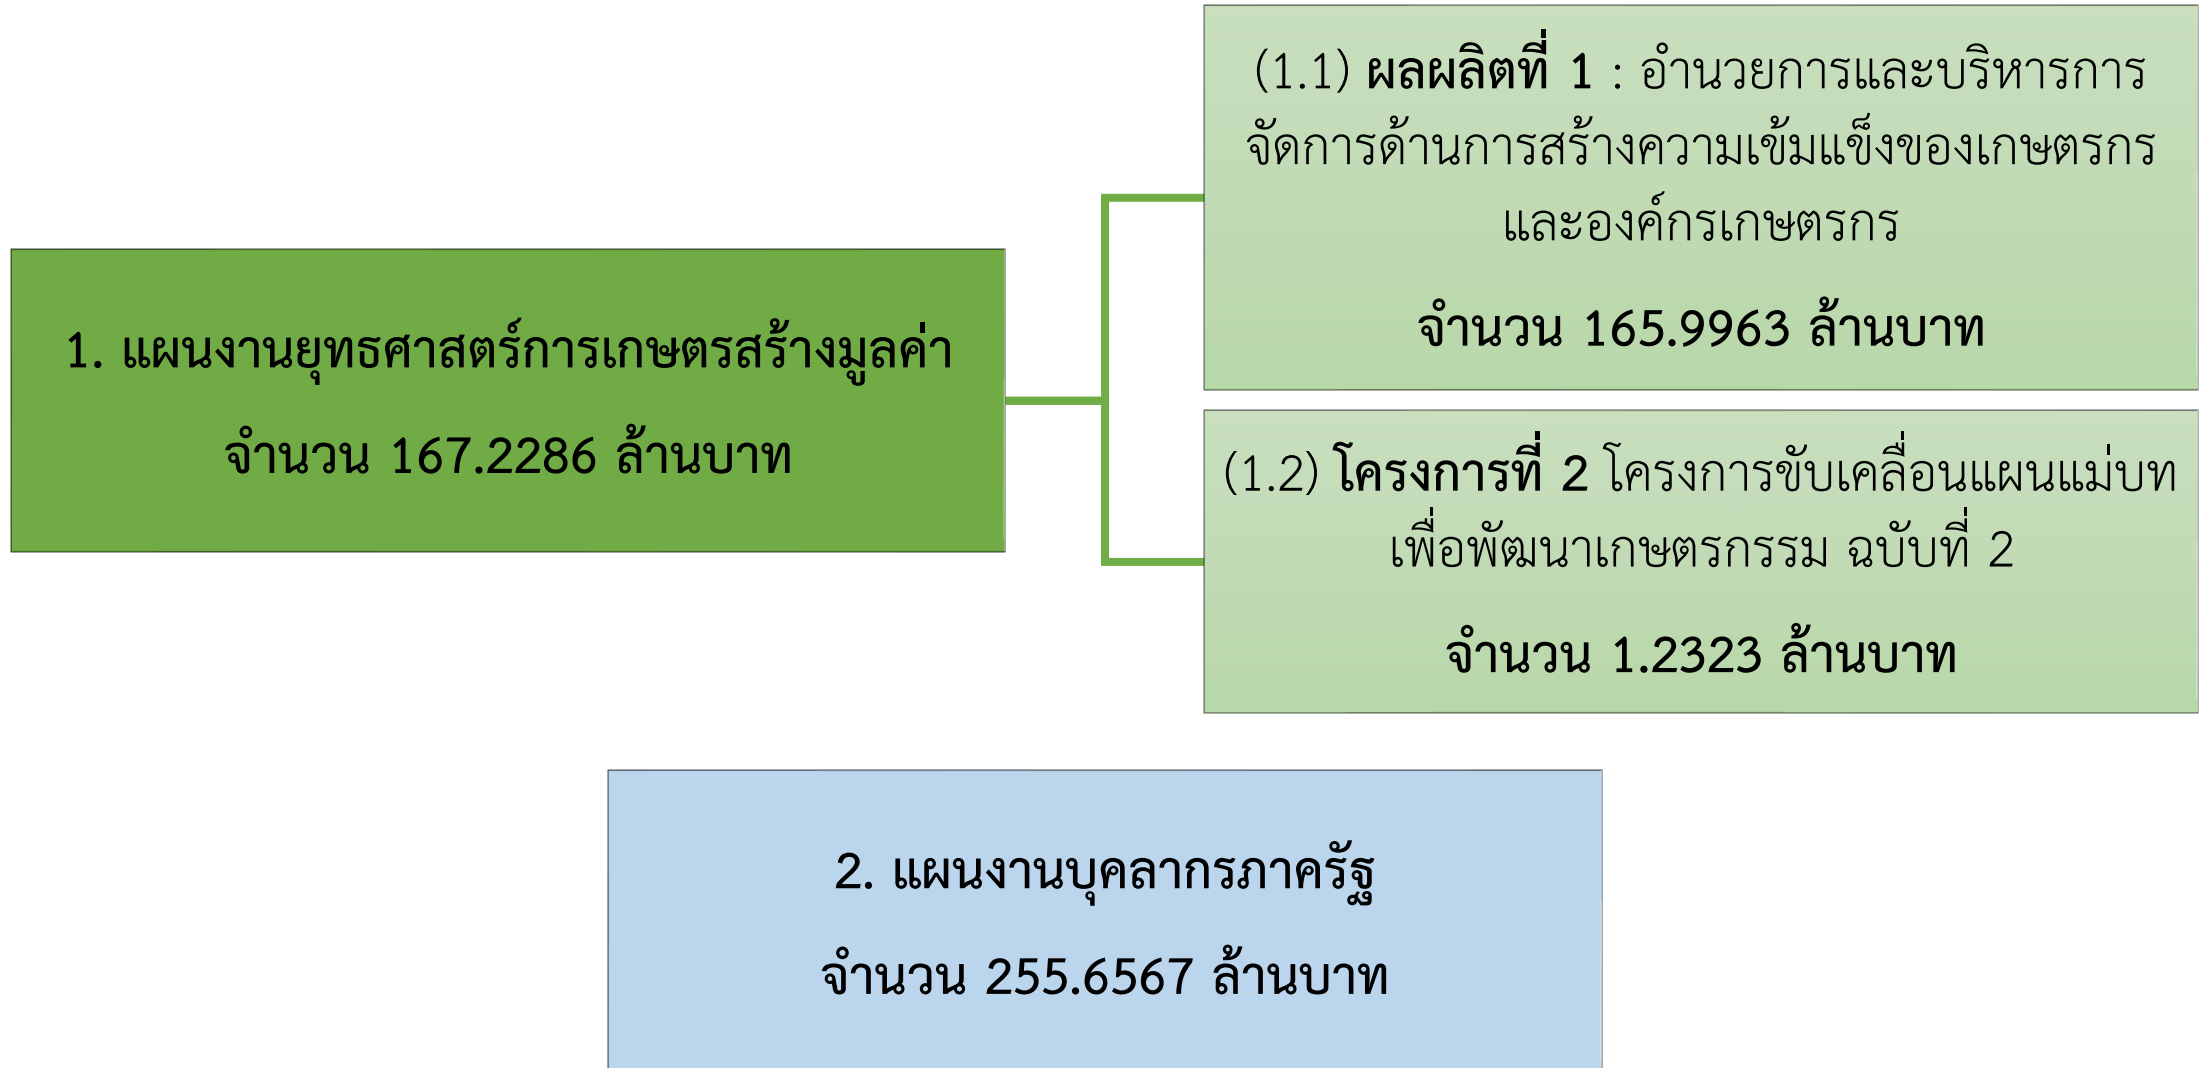 1. แผนงานยุทธศาสตร์การเกษตรสร้างมูลค่า
จำนวน 167.2286 ล้านบาท
(1.1) ผลผลิตที่ 1 : อำนวยการและบริหารการ
จัดการด้านการสร้างความเข้มแข็งของเกษตรกร
และองค์กรเกษตรกร
จำนวน 165.9963 ล้านบาท
(1.2) โครงการที่ 2 โครงการขับเคลื่อนแผนแม่บท
เพื่อพัฒนาเกษตรกรรม ฉบับที่ 2
จำนวน 1.2323 ล้านบาท
2. แผนงานบุคลากรภาครัฐ
จำนวน 255.6567 ล้านบาท